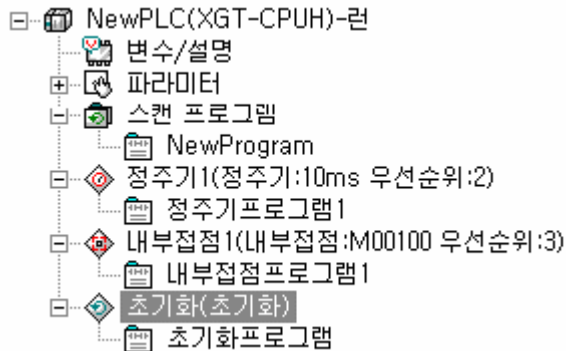 NewPLC(XGT-CPUH)-런
변수/설명
파라미터
스캔 프로그램
NewProgram
정주기1(정주기:10ms 우선순위:2)
정주기프로그램1
내부접점1(내부접점:M00100 우선순위:3)
내부접점프로그램1
초기화(초기화)
초기화프로그램